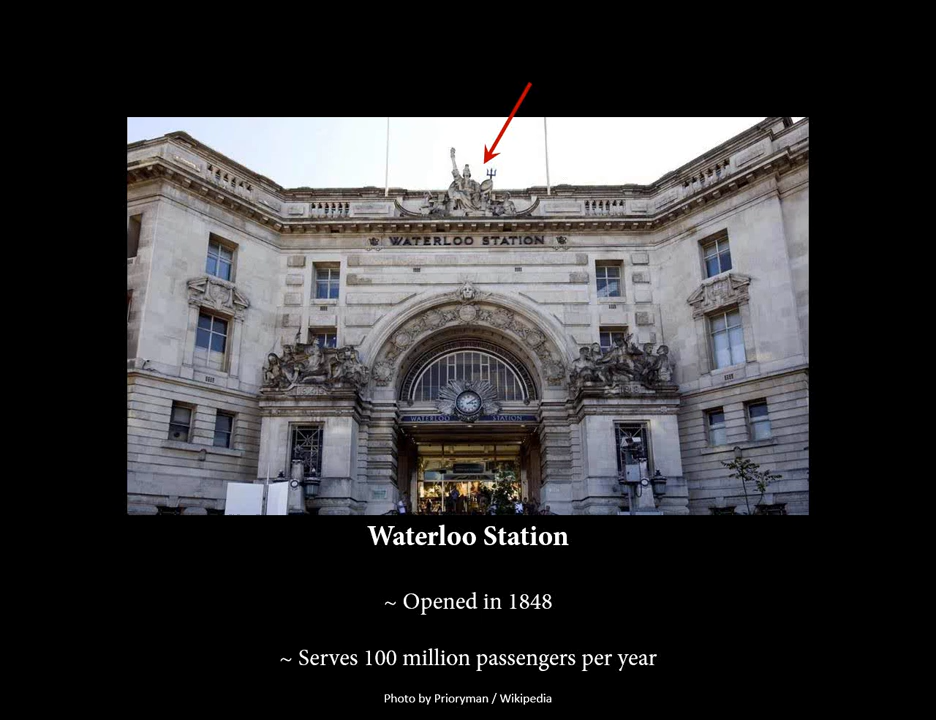 WATERLOO STATION
WATERLOO STATION
Waterloo Station
~ Opened in 1848
~ Serves 100 million passengers per year
Photo by Prioryman / Wikipedia